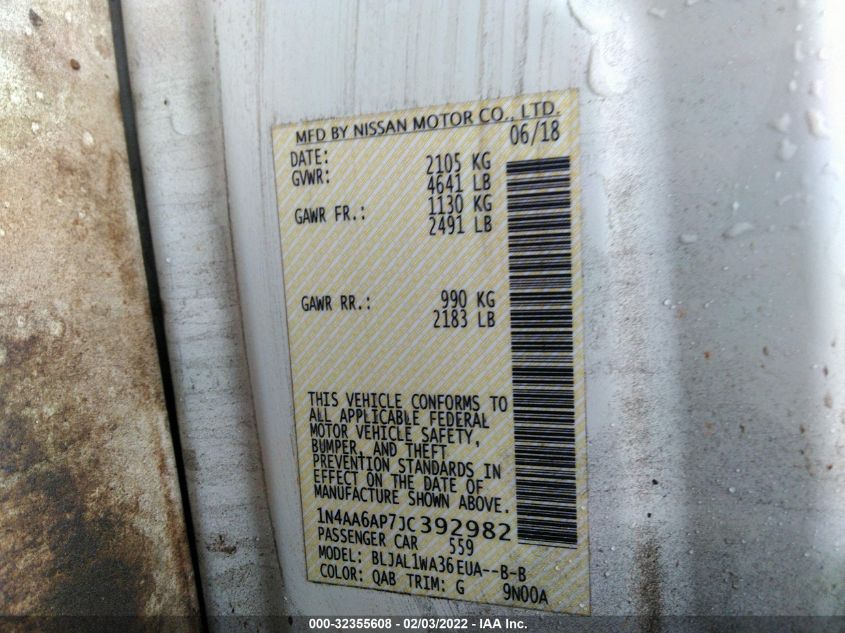 MFD BY NISSAN MOTOR CO., LTD.
DATE: 06/18
GVWR: 2105 KG
4641 LB
GAWR FR.: 1130 KG
2491 LB
GAWR RR.: 990 KG
2183 LB
THIS VEHICLE CONFORMS TO
ALL APPLICABLE FEDERAL
MOTOR VEHICLE SAFETY,
BUMPER, AND THEFT
PREVENTION STANDARDS IN
EFFECT ON THE DATE OF
MANUFACTURE SHOWN ABOVE.
1N4AA6AP7JC392982
PASSENGER CAR 559
MODEL: BLJAL1WA36EUA--B-B
COLOR: QAB TRIM: G 9N00A
000-32355608 - 02/03/2022 - IAA Inc.